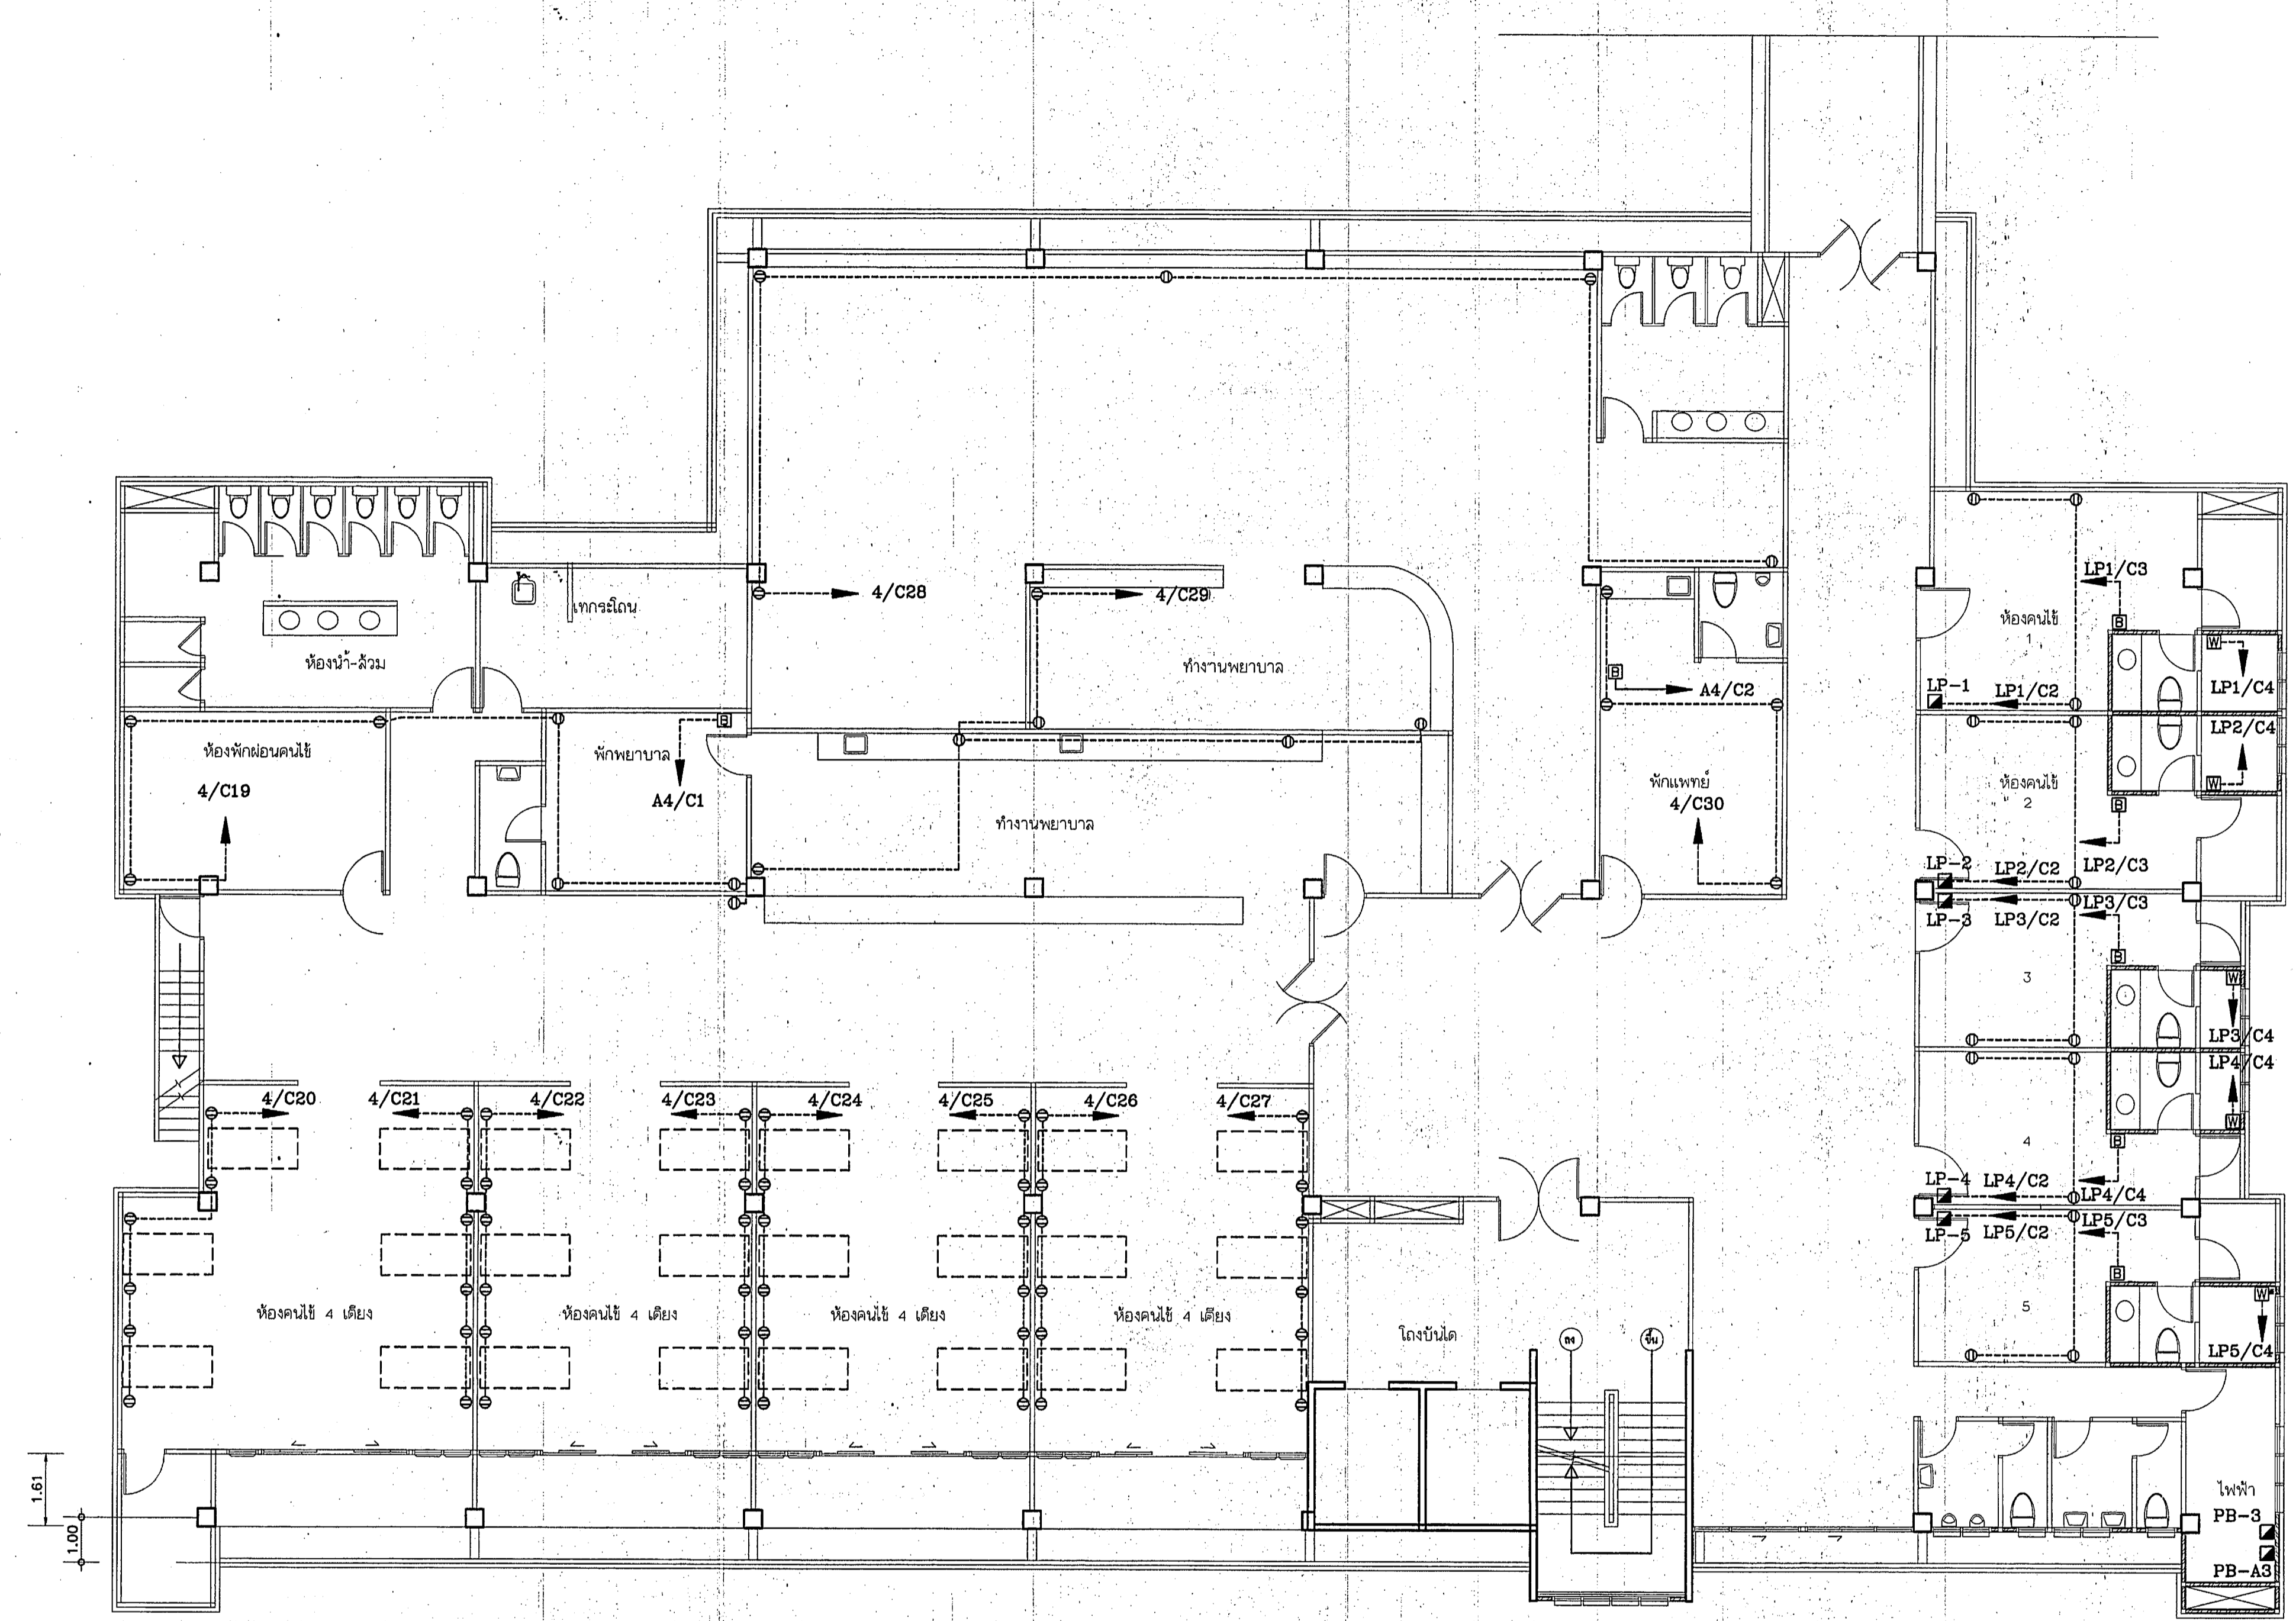 4/C28
4/C29
LP1/C3
เทกระโถน
ห้องคนไข้
1
ห้องน้ำ-ส้วม
ทำงานพยาบาล
A4/C2
LP-1
LP1/C2
LP1/C4
B
B
B
W
LP2/C4
ห้องพักผ่อนคนไข้
พักพยาบาล
4/C19
A4/C1
พักแพทย์
4/C30
ห้องคนไข้
2
W
B
ทำงานพยาบาล
LP-2
LP2/C2
LP2/C3
LP-3
LP3/C2
LP3/C3
B
3
W
LP3/C4
LP4/C4
4/C20
4/C21
4/C22
4/C23
4/C24
4/C25
4/C26
4/C27
W
4
B
LP-4
LP4/C2
LP4/C4
LP-5
LP5/C2
LP5/C3
B
W
5
ห้องคนไข้ 4 เตียง
ห้องคนไข้ 4 เตียง
ห้องคนไข้ 4 เตียง
ห้องคนไข้ 4 เตียง
โถงบันได
ลง
ขึ้น
LP5/C4
1.61
1.00
ไฟฟ้า
PB-3
PB-A3